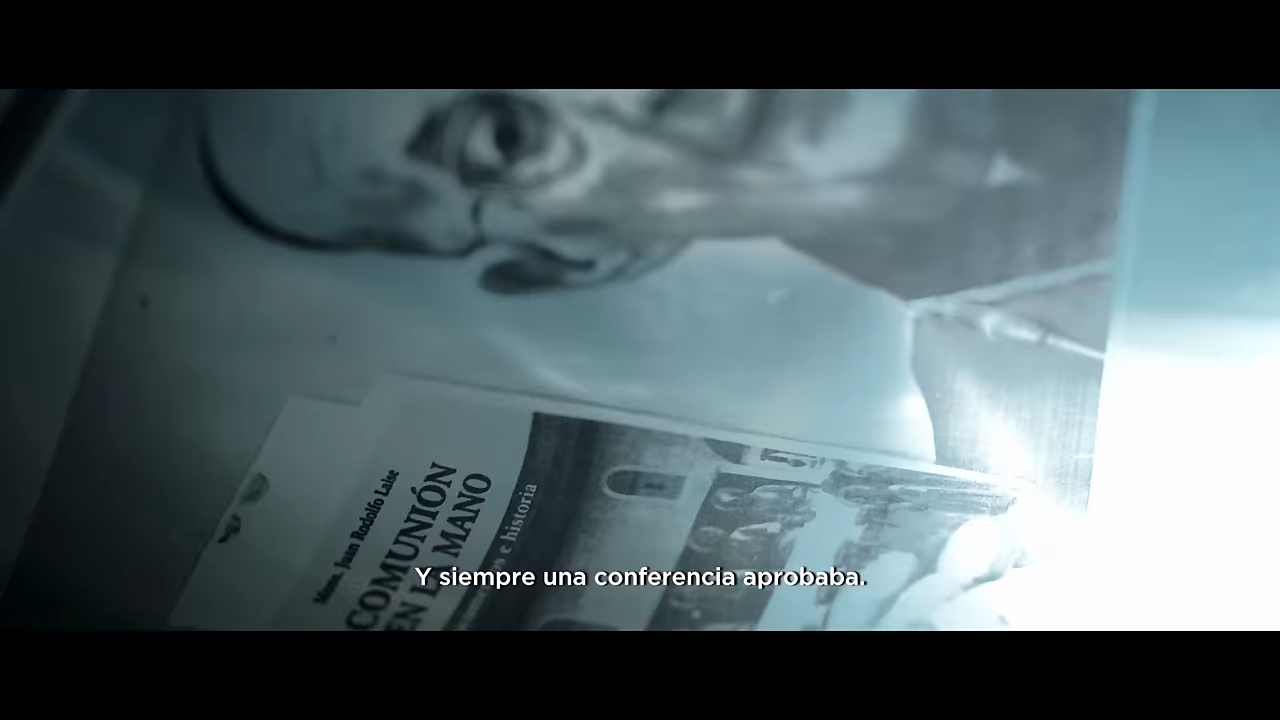 Mons. Juan Rodolfo Laise
COMUNIÓN
EN LA MANO
e historia
Y siempre una conferencia aprobaba.